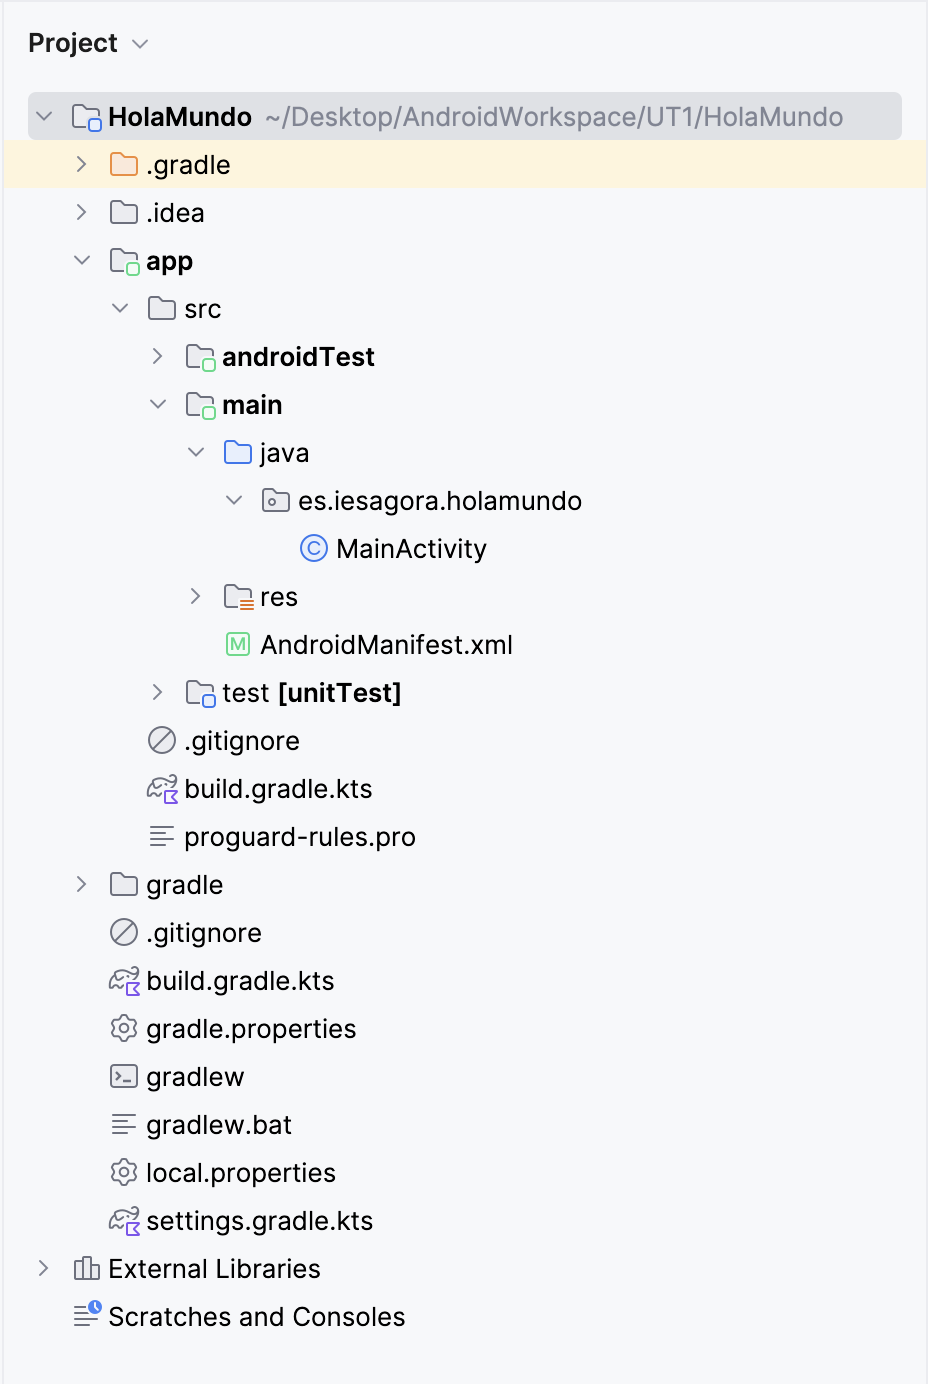 Project
HolaMundo ~/Desktop/AndroidWorkspace/UT1/HolaMundo
.gradle
.idea
app
src
androidTest
main
java
es.iesagora.holamundo
C MainActivity
res
M AndroidManifest.xml
test [unitTest]
.gitignore
build.gradle.kts
proguard-rules.pro
gradle
.gitignore
build.gradle.kts
gradle.properties
gradlew
gradlew.bat
local.properties
settings.gradle.kts
External Libraries
Scratches and Consoles